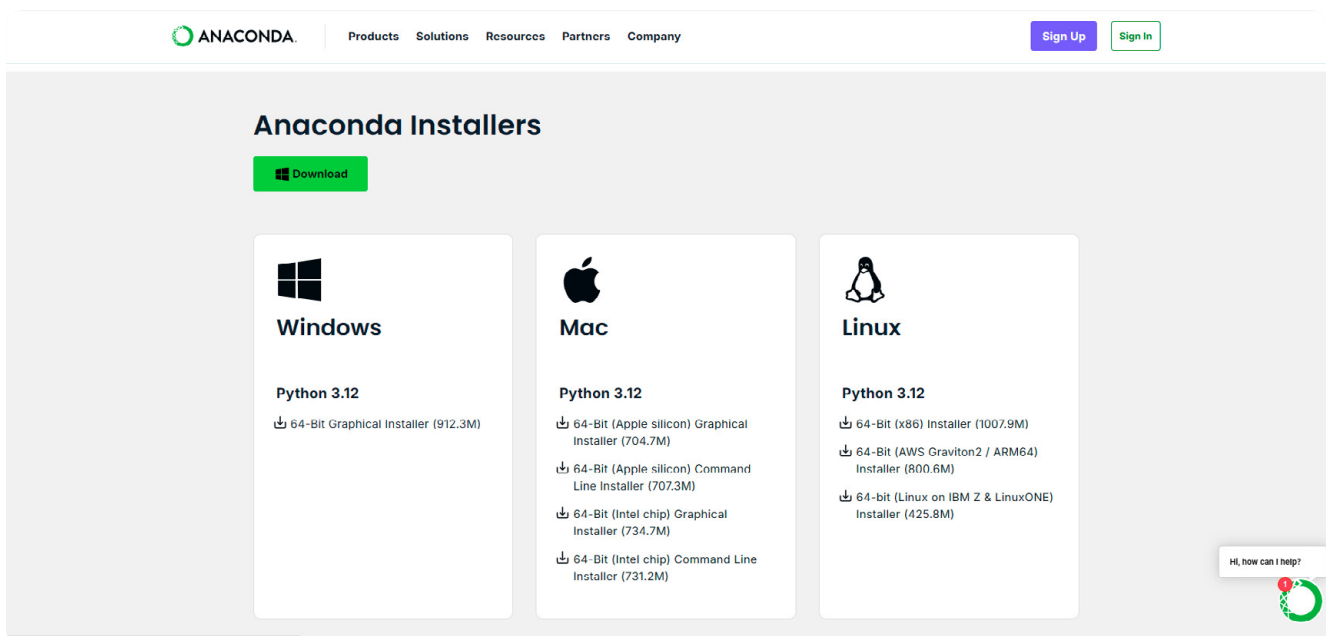 ANACONDA.
Products Solutions Resources Partners Company
Sign Up
Sign In
Anaconda Installers
Download
Windows
Python 3.12
64-Bit Graphical Installer (912.3M)
Mac
Python 3.12
64-Bit (Apple silicon) Graphical
Installer (704.7M)
64-Bit (Apple silicon) Command
Line Installer (707.3M)
64-Bit (Intel chip) Graphical
Installer (734.7M)
64-Bit (Intel chip) Command Line
Installer (731.2M)
Linux
Python 3.12
64-Bit (x86) Installer (1007.9M)
64-Bit (AWS Graviton2 / ARM64)
Installer (800.6M)
64-bit (Linux on IBM Z & LinuxONE)
Installer (425.8M)
Hi, how can I help?
1